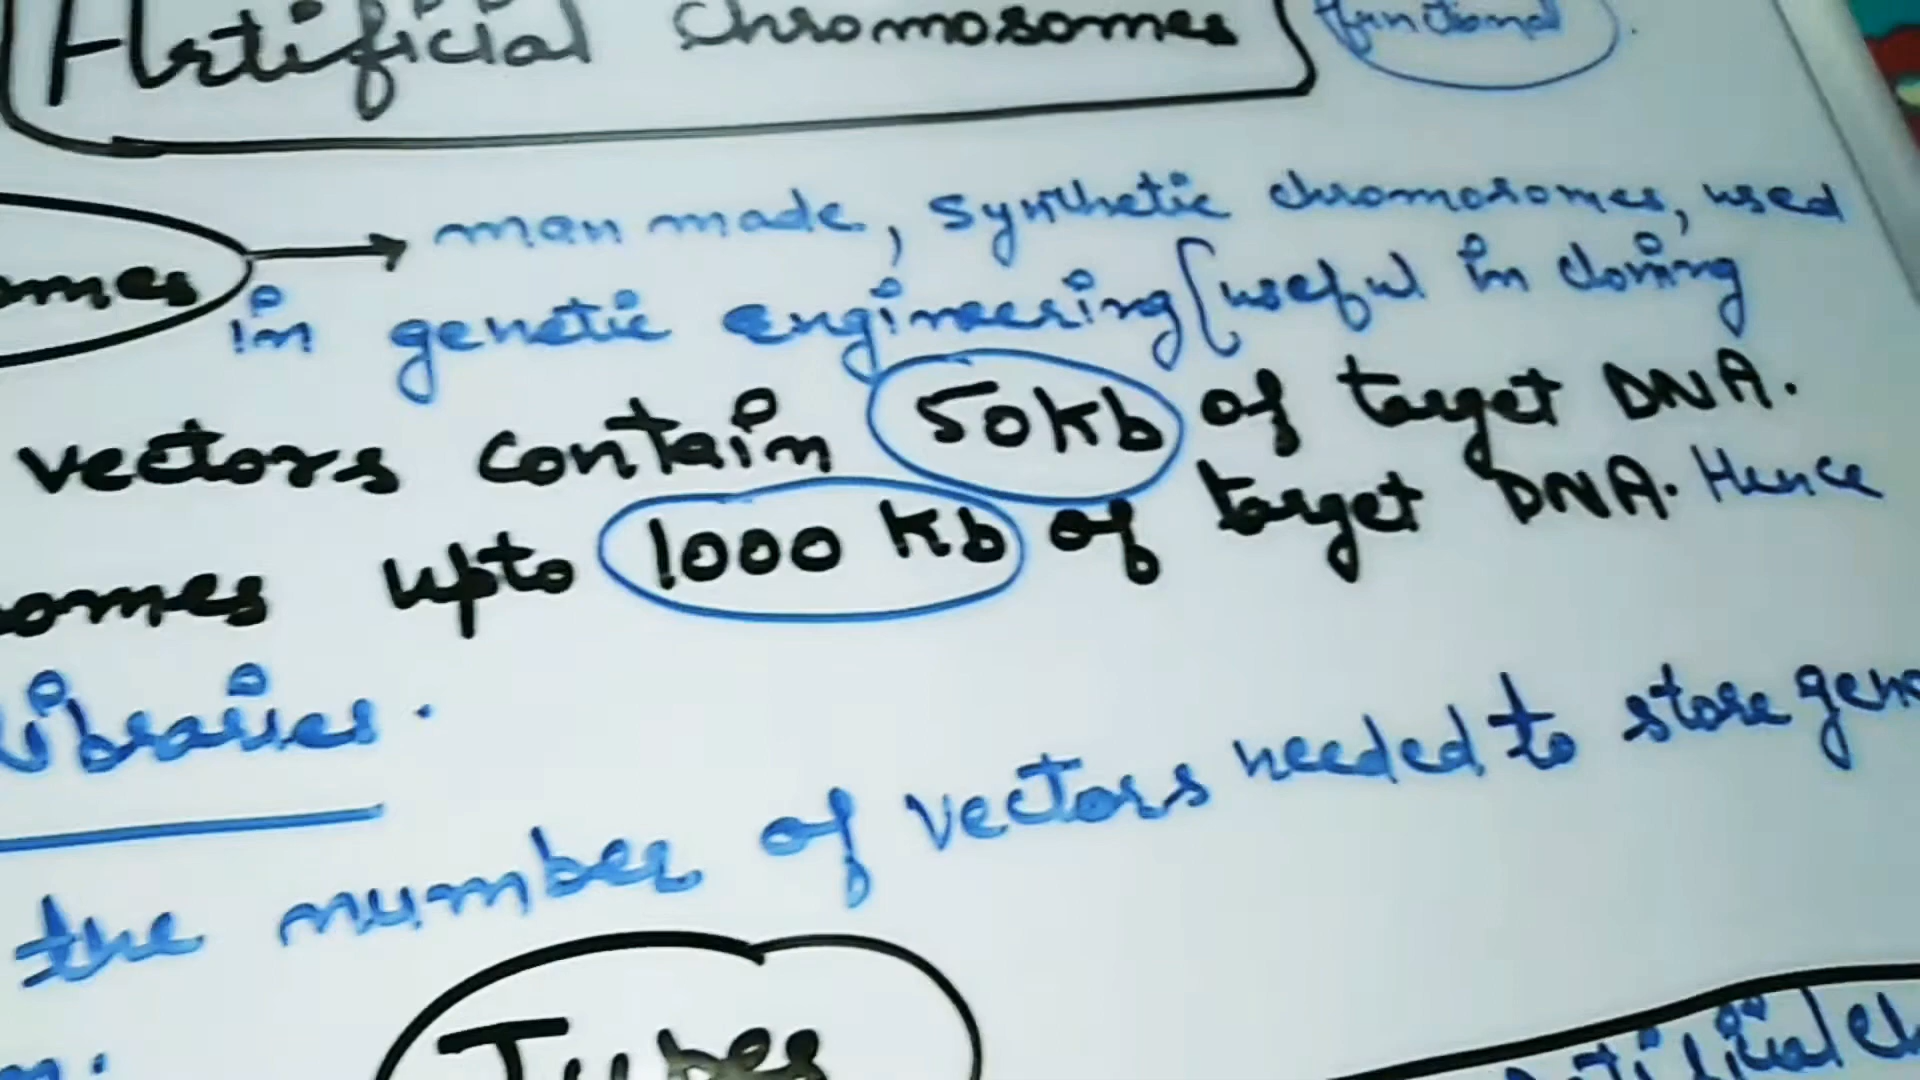 Artificial Chromosomes
functional
omes → man made, synthetic chromosomes, used
in genetic engineering (useful in cloning
vectors contain 50kb of target DNA.
omes upto 1000 kb of target DNA. Hence
libraries.
the number of vectors needed to store gen
n.
Types